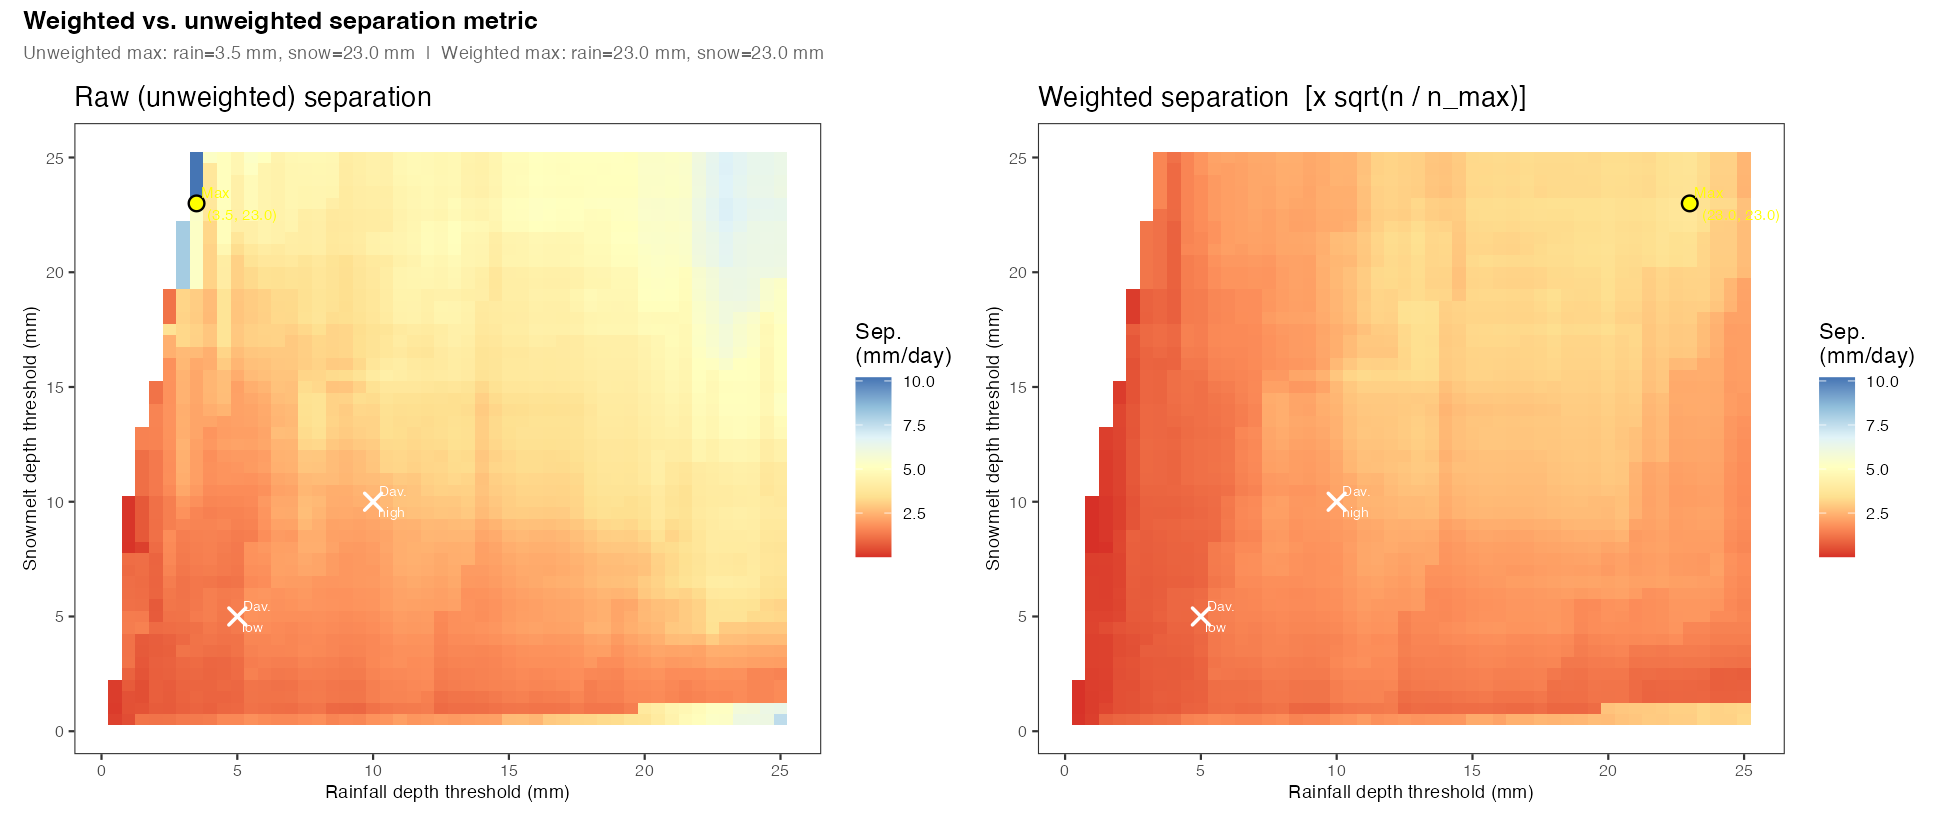 Weighted vs. unweighted separation metric
Unweighted max: rain=3.5 mm, snow=23.0 mm | Weighted max: rain=23.0 mm, snow=23.0 mm
Raw (unweighted) separation
25
20
15
10
5
0
Snowmelt depth threshold (mm)
Max
(3.5, 23.0)
Dav.
high
Dav.
low
0
5
10
15
20
25
Rainfall depth threshold (mm)
Sep.
(mm/day)
10.0
7.5
5.0
2.5
Weighted separation [x sqrt(n / n_max)]
25
20
15
10
5
0
Snowmelt depth threshold (mm)
Max
(23.0, 23.0)
Dav.
high
Dav.
low
0
5
10
15
20
25
Rainfall depth threshold (mm)
Sep.
(mm/day)
10.0
7.5
5.0
2.5